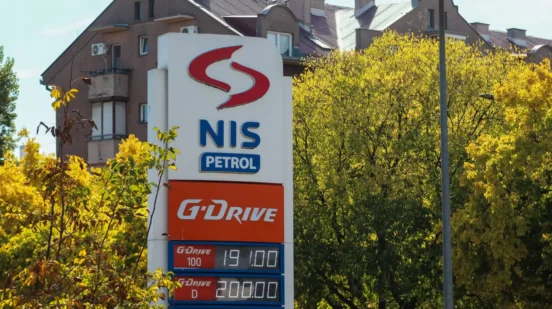 NIS
PETROL
G-DRIVE
G-DRIVE
100
191.00
G-DRIVE
D
200.00